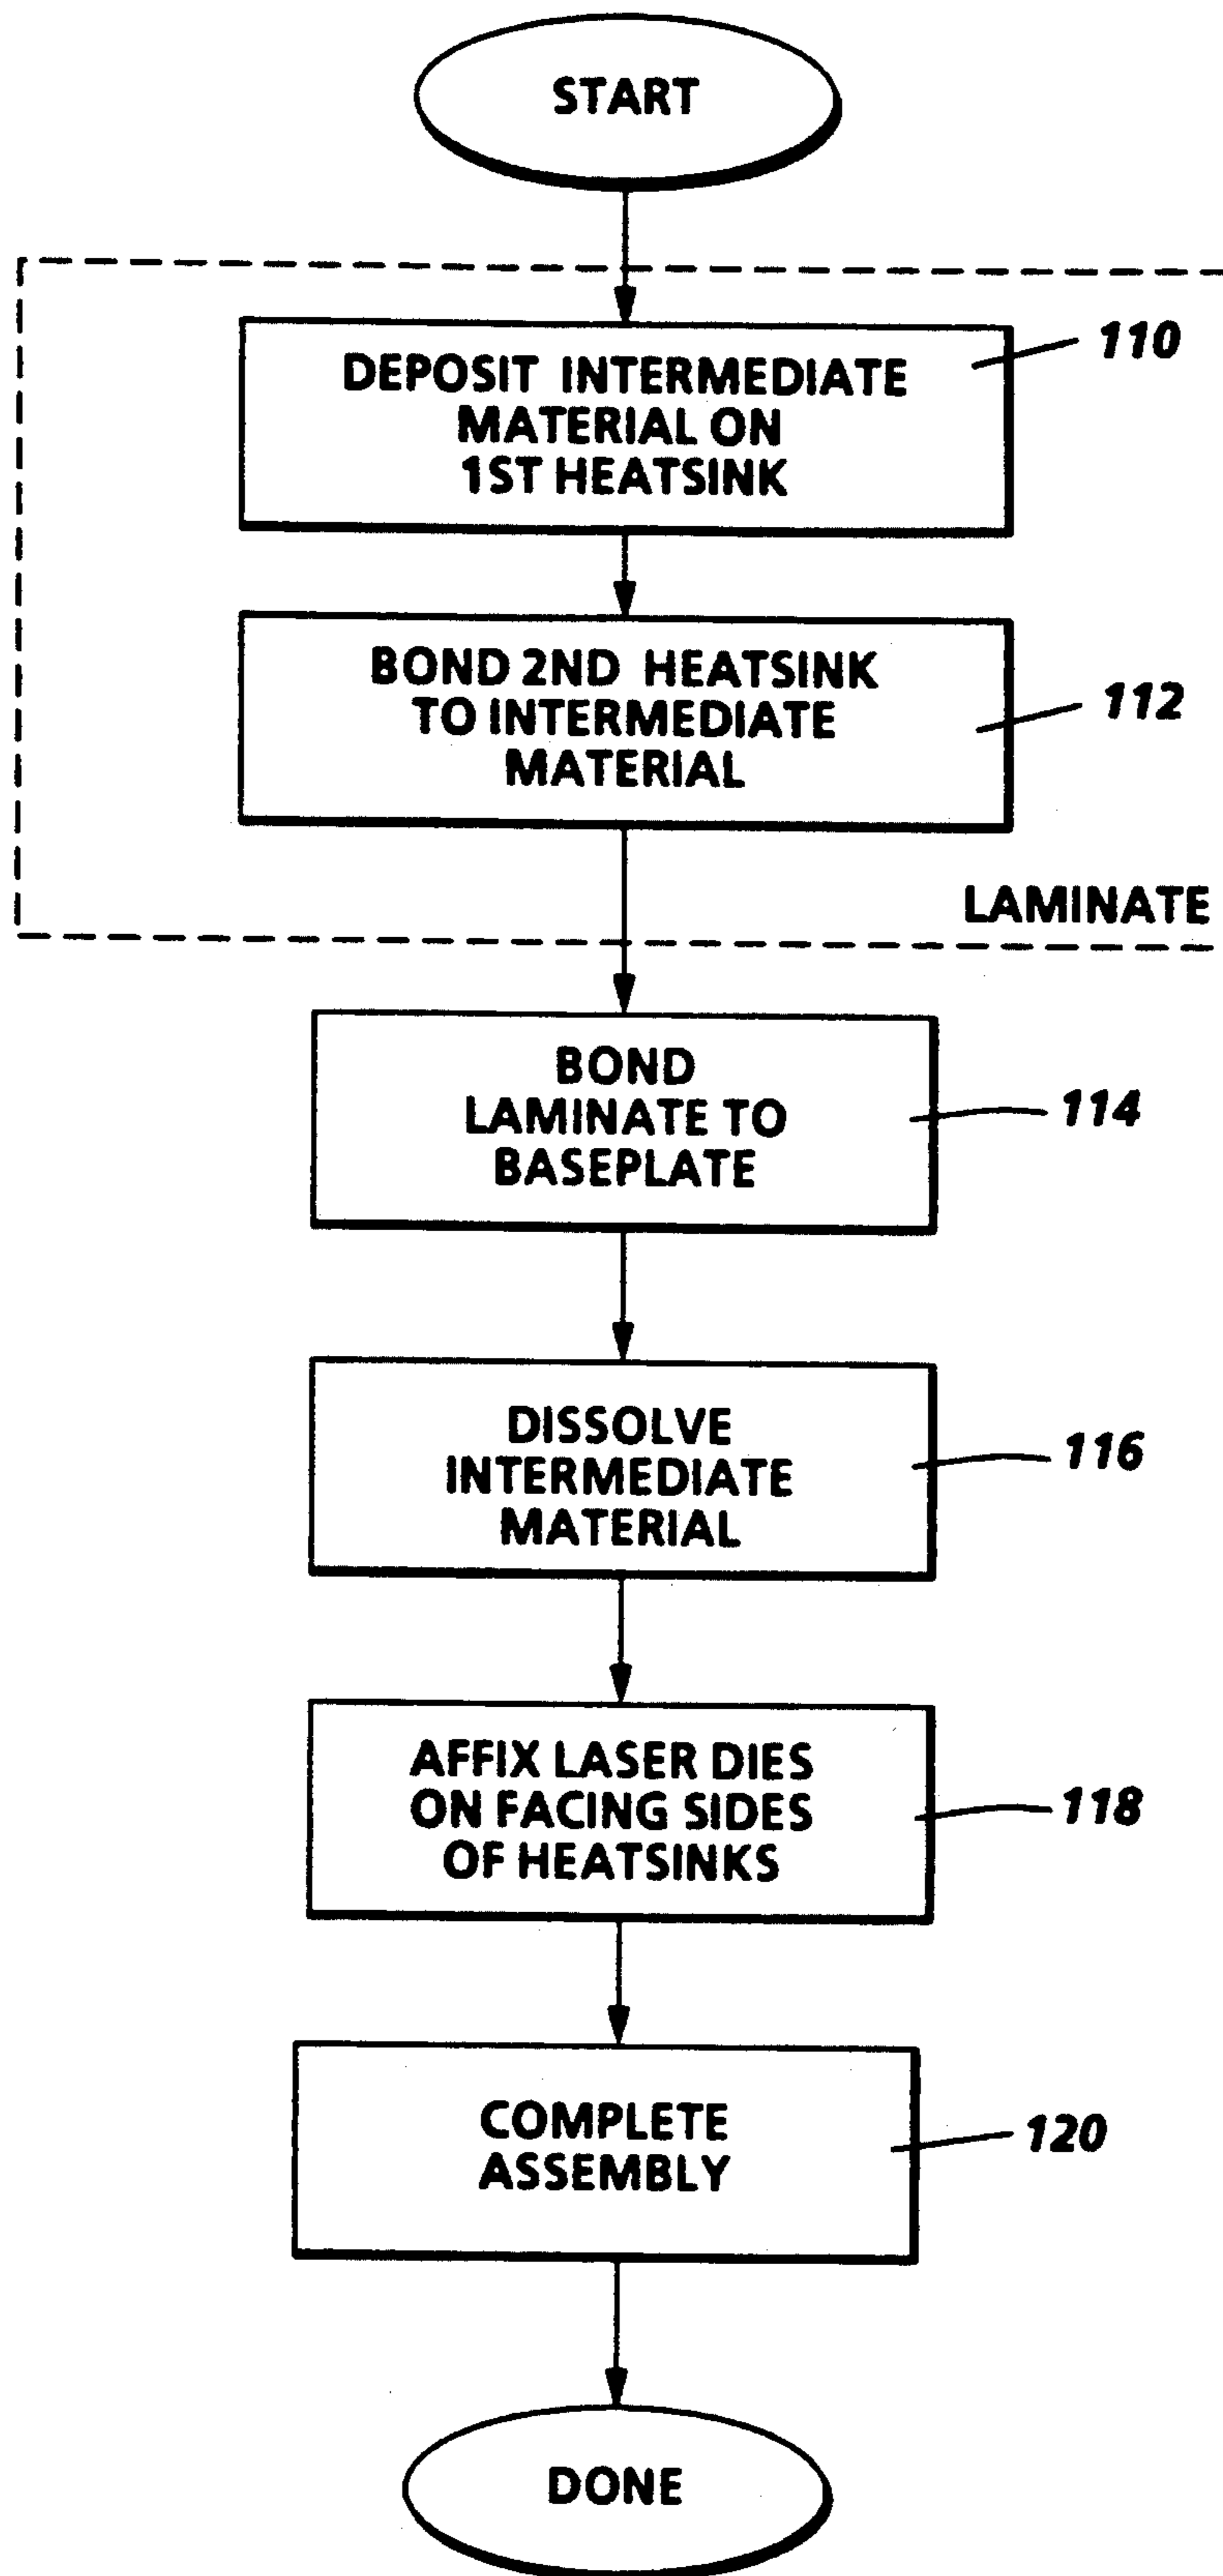 START
DEPOSIT INTERMEDIATE
MATERIAL ON
1ST HEATSINK
110
BOND 2ND HEATSINK
TO INTERMEDIATE
MATERIAL
112
LAMINATE
BOND
LAMINATE TO
BASEPLATE
114
DISSOLVE
INTERMEDIATE
MATERIAL
116
AFFIX LASER DIES
ON FACING SIDES
OF HEATSINKS
118
COMPLETE
ASSEMBLY
120
DONE